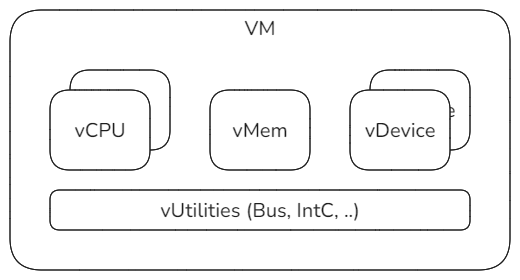 VM
vCPU
vMem
vDevice
vUtilities (Bus, IntC, ..)